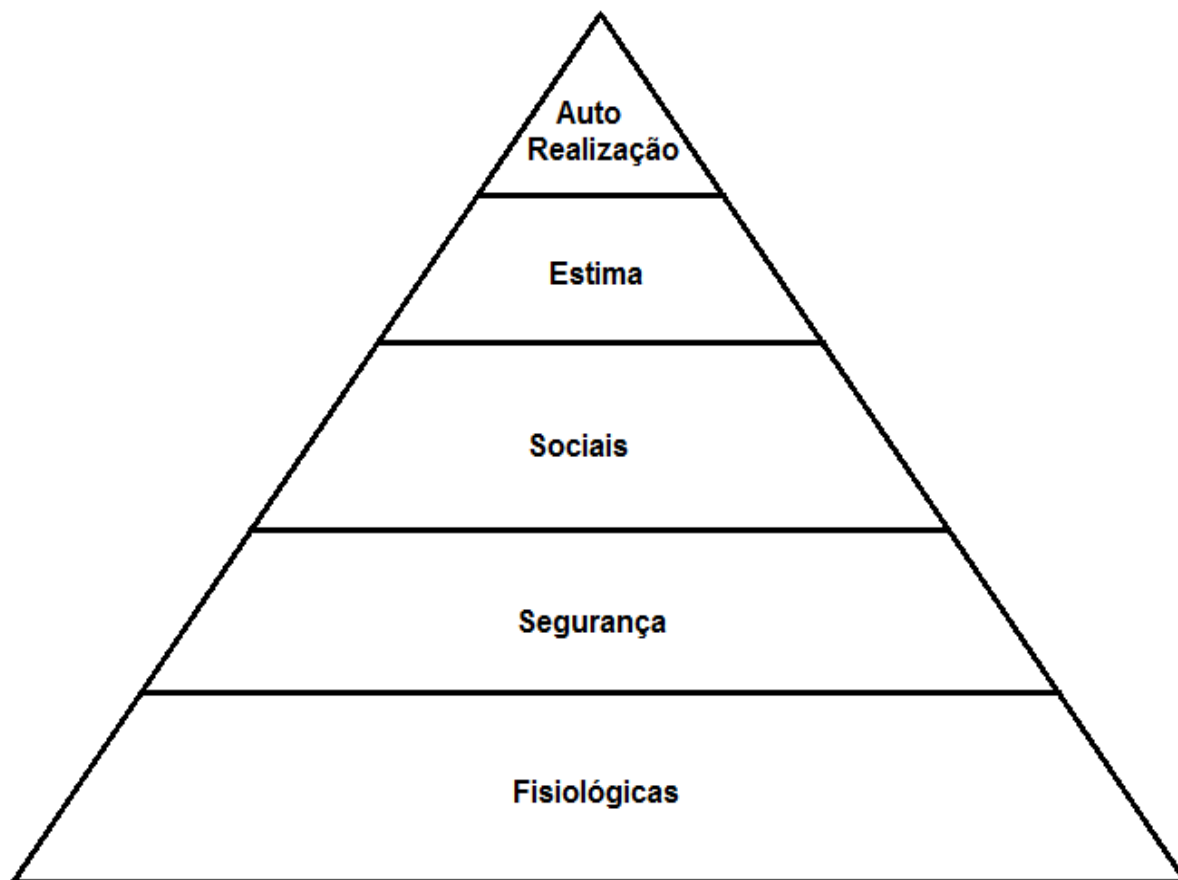 Auto
Realização
Estima
Sociais
Segurança
Fisiológicas